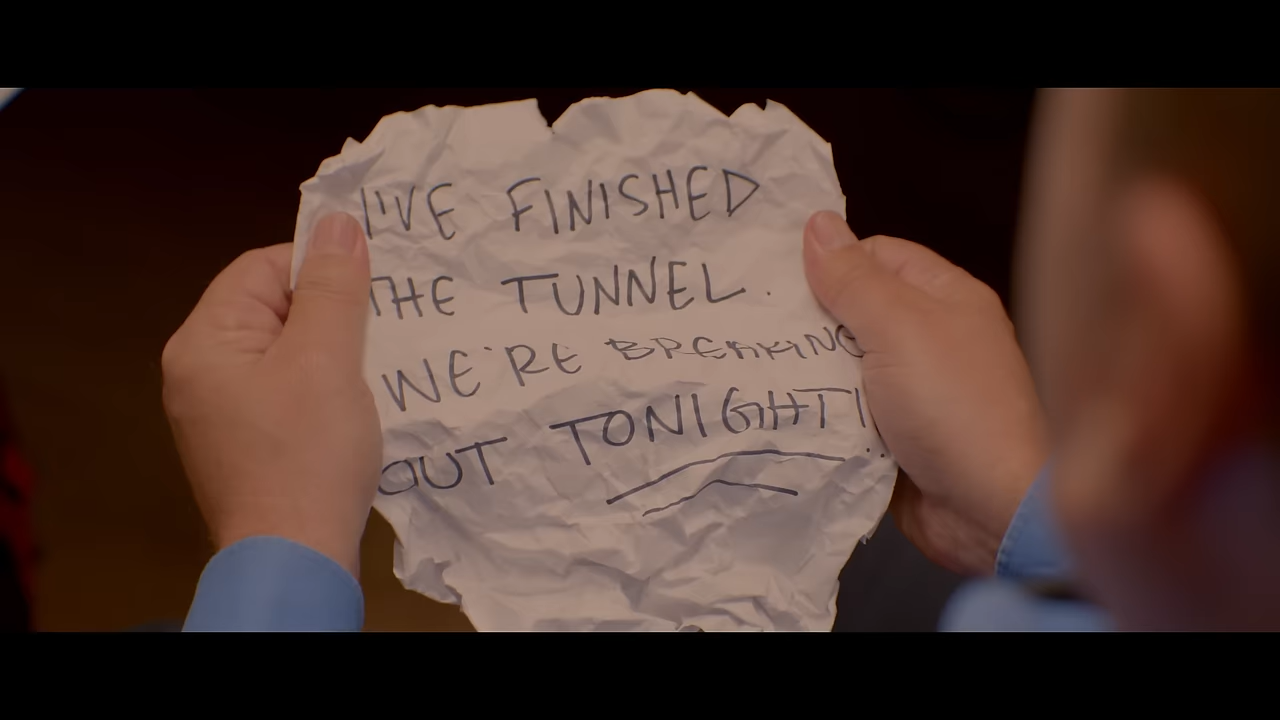 I'VE FINISHED
THE TUNNEL.
WE'RE BREAKING
OUT TONIGHT!